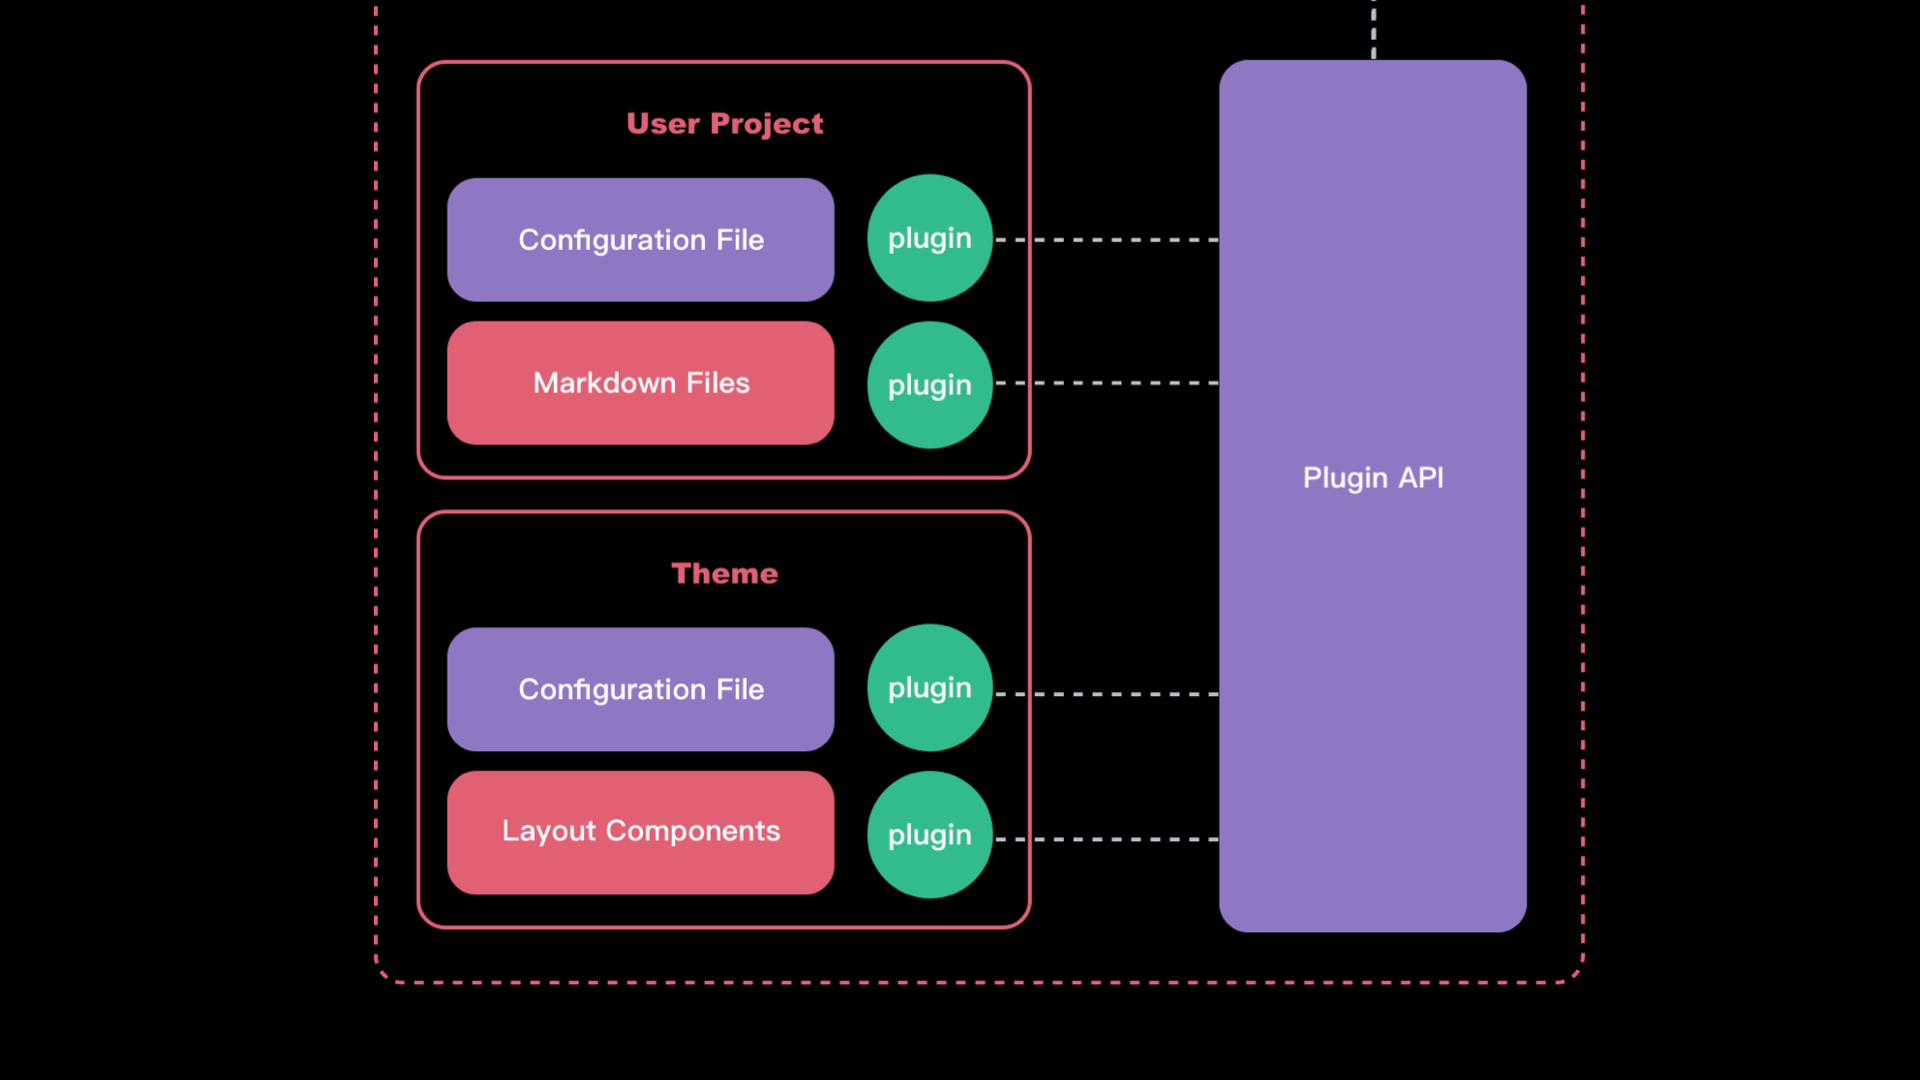 User Project
Configuration File
plugin
Markdown Files
plugin
Plugin API
Theme
Configuration File
plugin
Layout Components
plugin